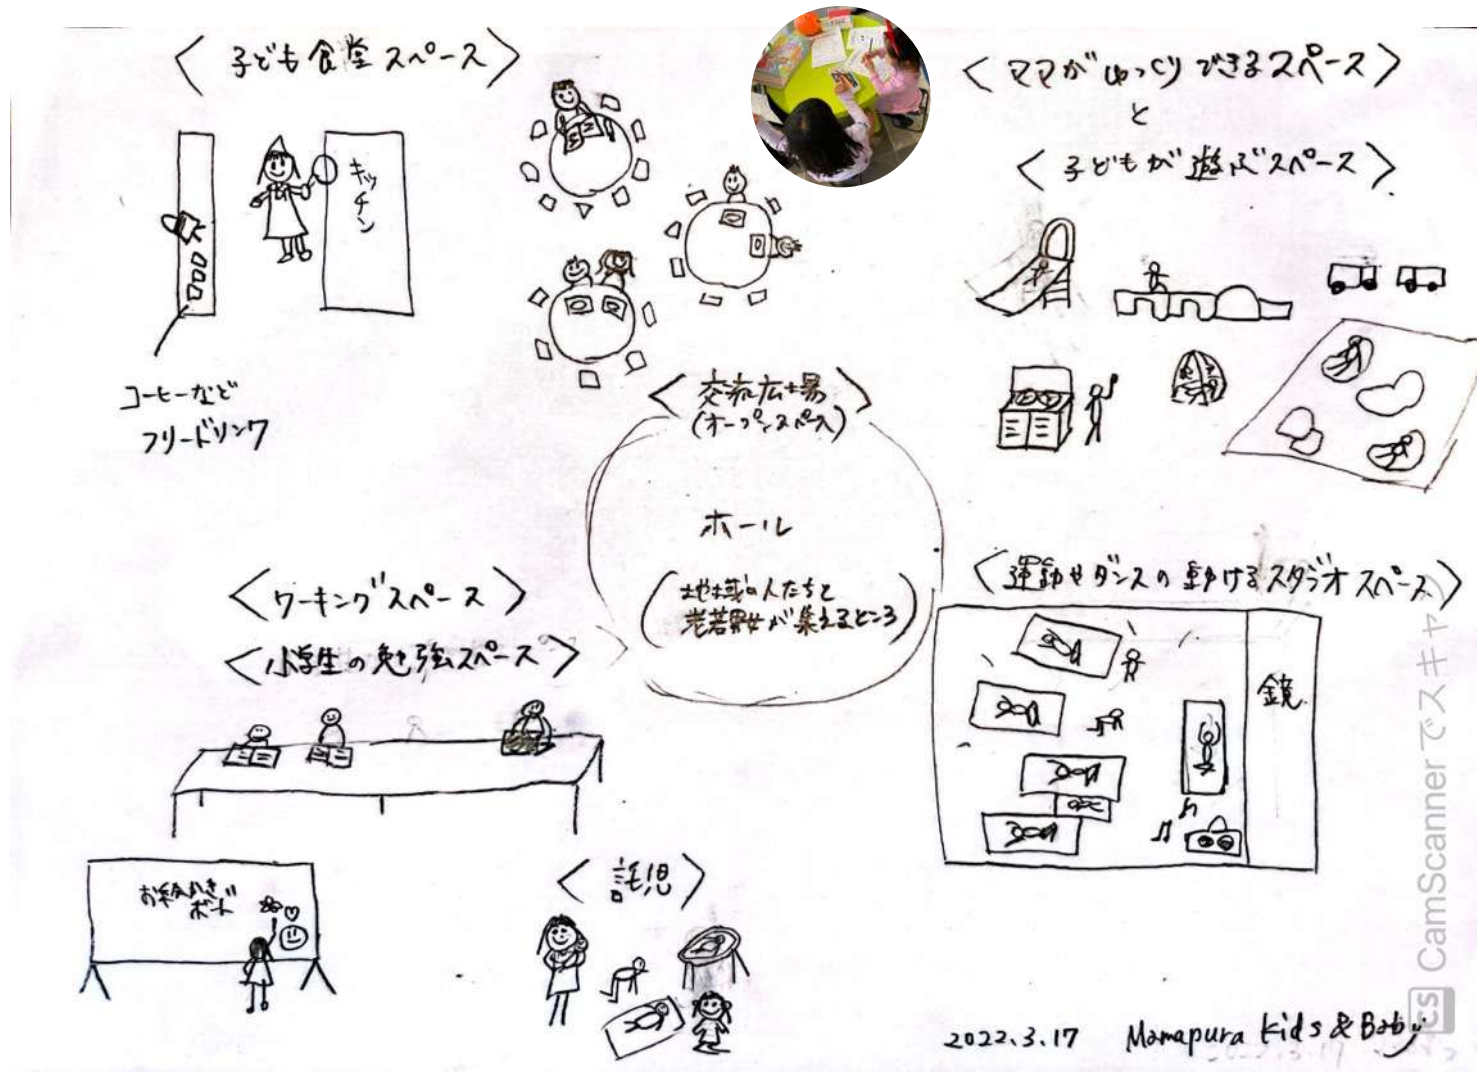 〈子ども食堂スペース〉
キッチン
コーヒーなど
フリードリンク
〈ママがゆっくりできるスペース〉
と
〈子どもが遊ぶスペース〉
〈交流広場〉
(オープンスペース)
ホール
(地域の人たちと
老若男女が集えるところ)
〈ワーキングスペース〉
〈小学生の勉強スペース〉
〈運動やダンスの動けるスタジオスペース〉
鏡
お絵かき
ボード
〈託児〉
2022.3.17 Mamapura Kids & Baby
CS CamScannerでスキャン